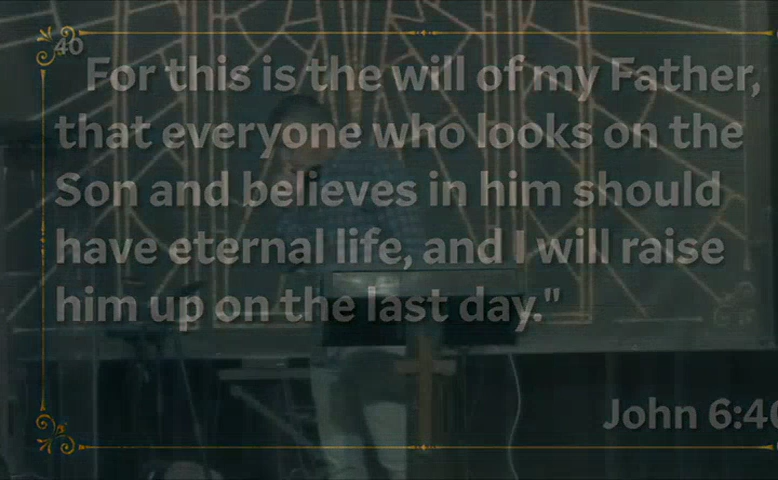 40
For this is the will of my Father,
that everyone who looks on the
Son and believes in him should
have eternal life, and I will raise
him up on the last day."
John 6:40